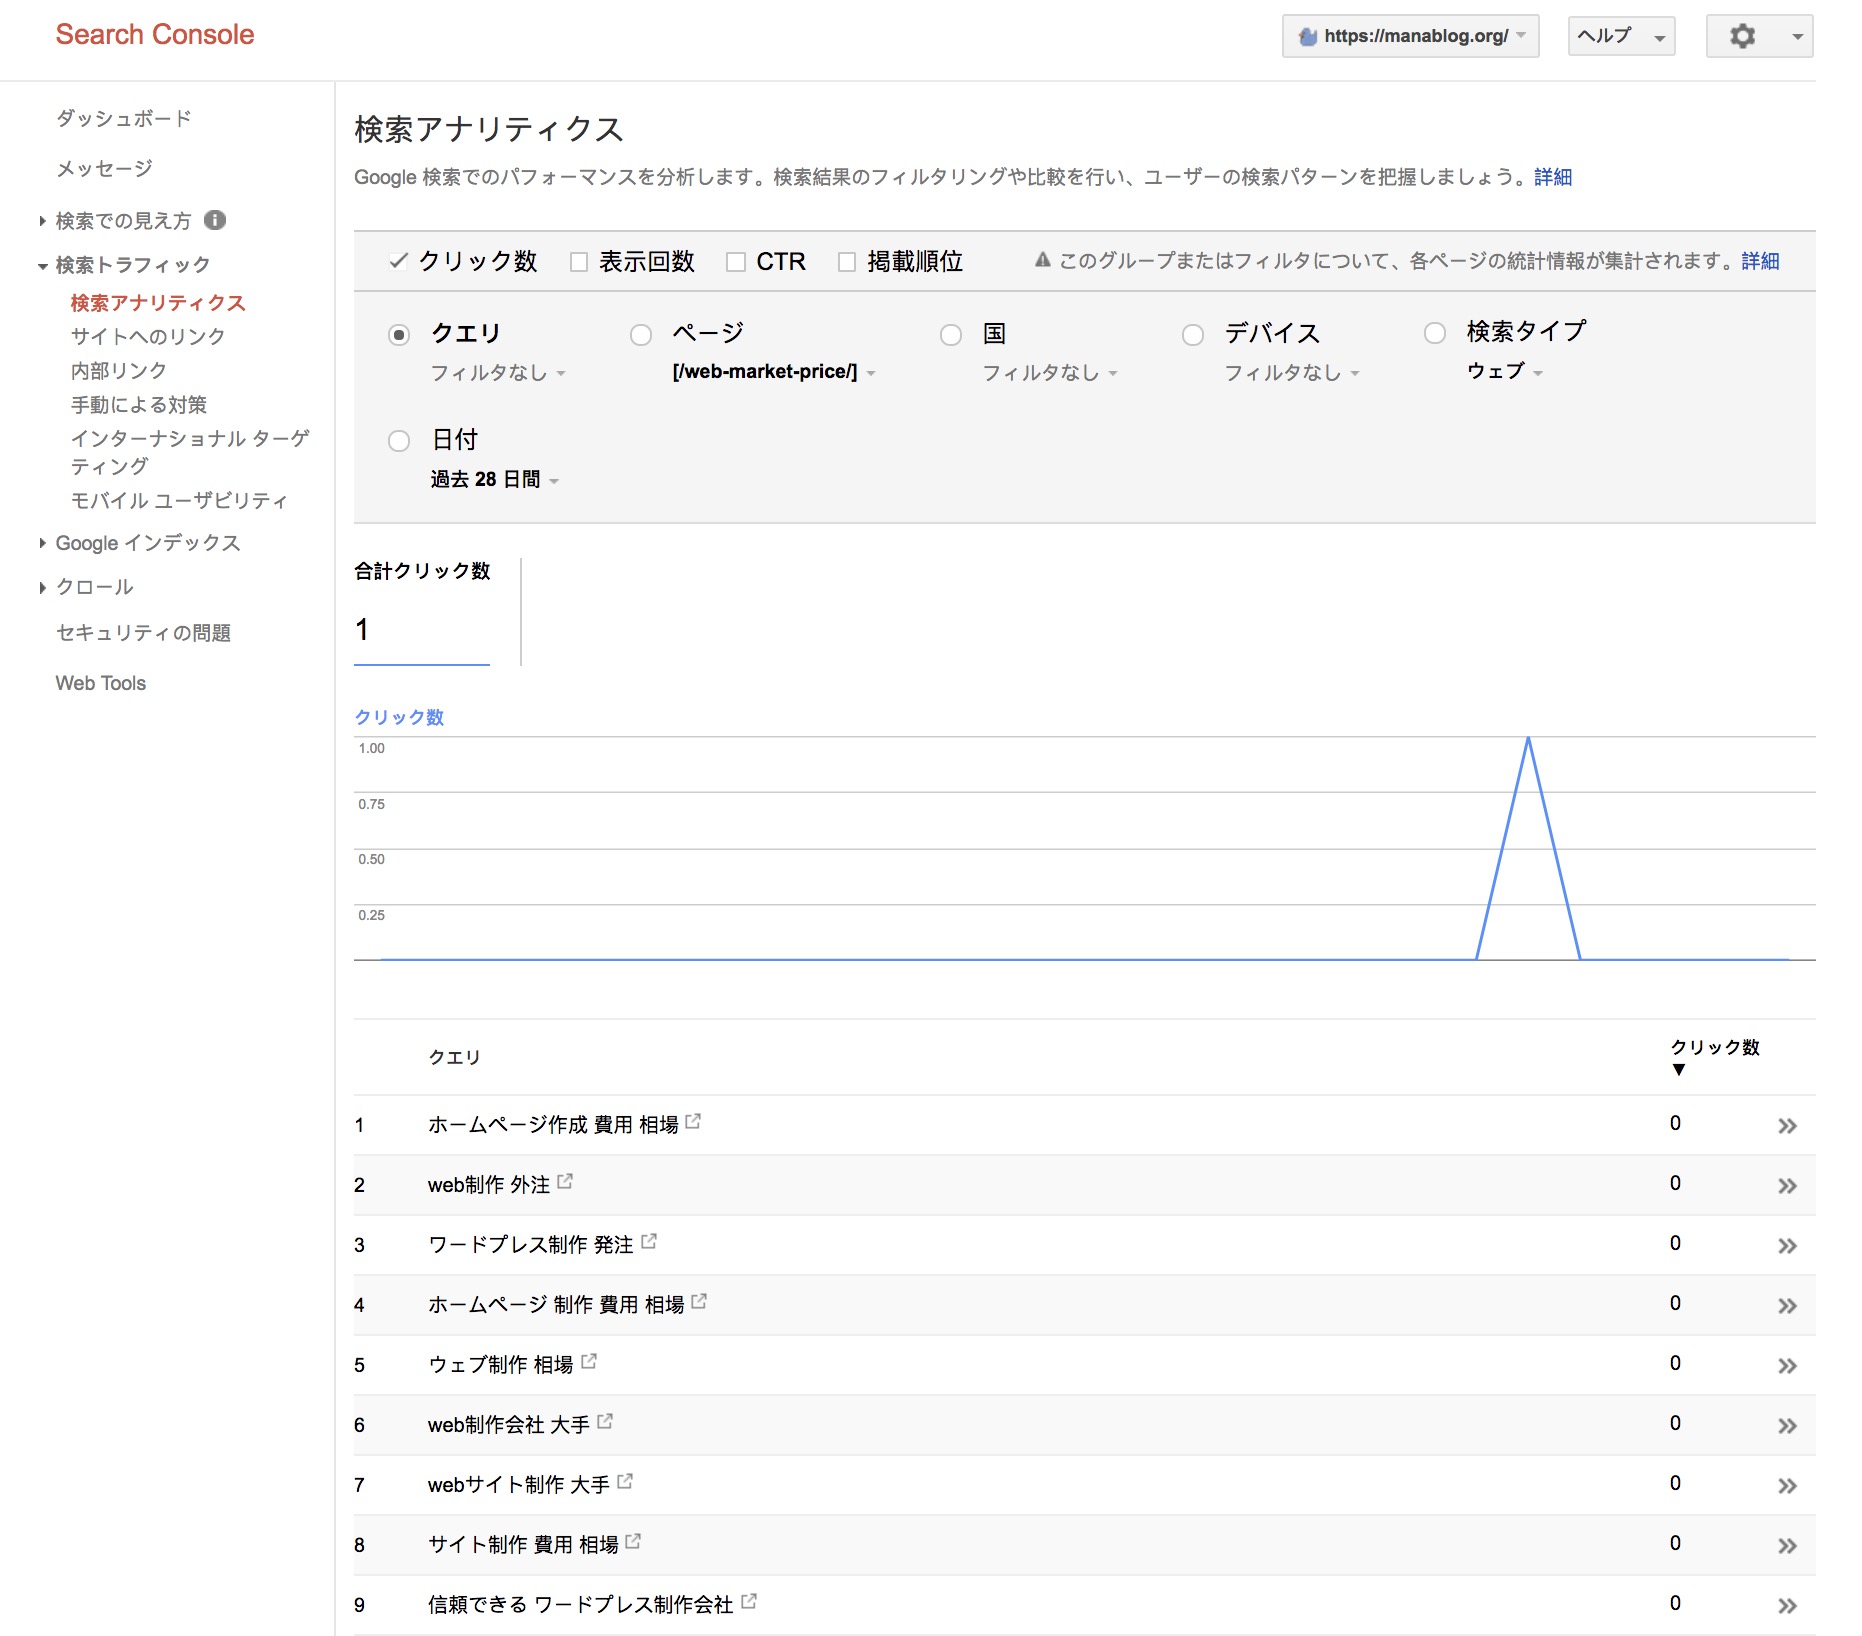 Search Console
https://manablog.org/
ヘルプ
ダッシュボード
メッセージ
検索での見え方
検索トラフィック
検索アナリティクス
サイトへのリンク
内部リンク
手動による対策
インターナショナル ターゲ
ティング
モバイル ユーザビリティ
Google インデックス
クロール
セキュリティの問題
Web Tools
検索アナリティクス
Google 検索でのパフォーマンスを分析します。検索結果のフィルタリングや比較を行い、ユーザーの検索パターンを把握しましょう。詳細
クリック数 表示回数 CTR 掲載順位 このグループまたはフィルタについて、各ページの統計情報が集計されます。詳細
クエリ ページ 国 デバイス 検索タイプ
フィルタなし [/web-market-price/] フィルタなし フィルタなし ウェブ
日付
過去 28 日間
合計クリック数
1
クリック数
1.00
0.75
0.50
0.25
クエリ クリック数 ▼
1 ホームページ作成 費用 相場 0
2 web制作 外注 0
3 ワードプレス制作 発注 0
4 ホームページ 制作 費用 相場 0
5 ウェブ制作 相場 0
6 web制作会社 大手 0
7 webサイト制作 大手 0
8 サイト制作 費用 相場 0
9 信頼できる ワードプレス制作会社 0